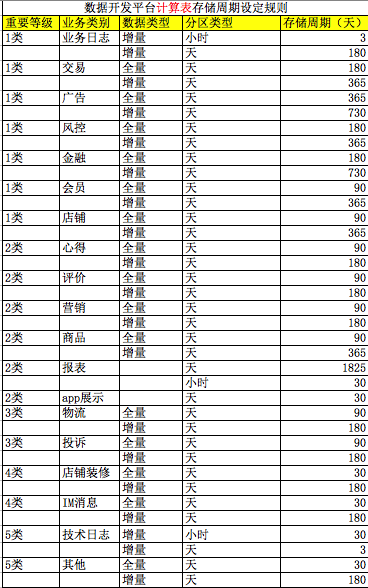 数据开发平台计算表存储周期设定规则
重要等级 业务类别 数据类型 分区类型 存储周期（天）
1类 业务日志 增量 小时 3
增量 天 180
1类 交易 全量 天 180
增量 天 365
1类 广告 全量 天 365
增量 天 730
1类 风控 全量 天 180
增量 天 365
1类 金融 全量 天 180
增量 天 730
1类 会员 全量 天 90
增量 天 365
1类 店铺 全量 天 90
增量 天 365
2类 心得 全量 天 90
增量 天 180
2类 评价 全量 天 90
增量 天 180
2类 营销 全量 天 90
增量 天 180
2类 商品 全量 天 90
增量 天 365
2类 报表 天 1825
小时 30
2类 app展示 天 30
3类 物流 全量 天 90
增量 天 180
3类 投诉 全量 天 90
增量 天 180
4类 店铺装修 全量 天 30
增量 天 180
4类 IM消息 全量 天 30
增量 天 180
5类 技术日志 增量 小时 30
增量 天 3
5类 其他 全量 天 30
增量 天 180